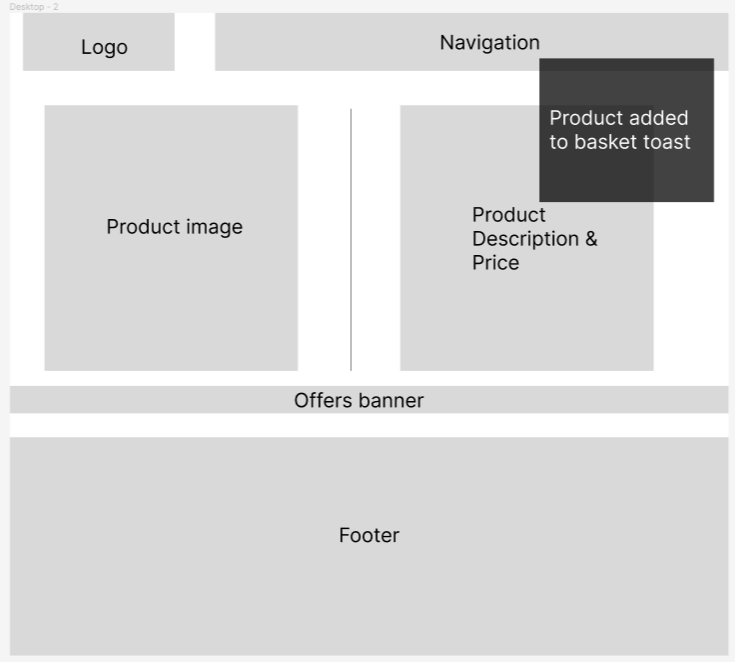 Desktop - 2
Logo
Navigation
Product added
to basket toast
Product image
Product
Description &
Price
Offers banner
Footer